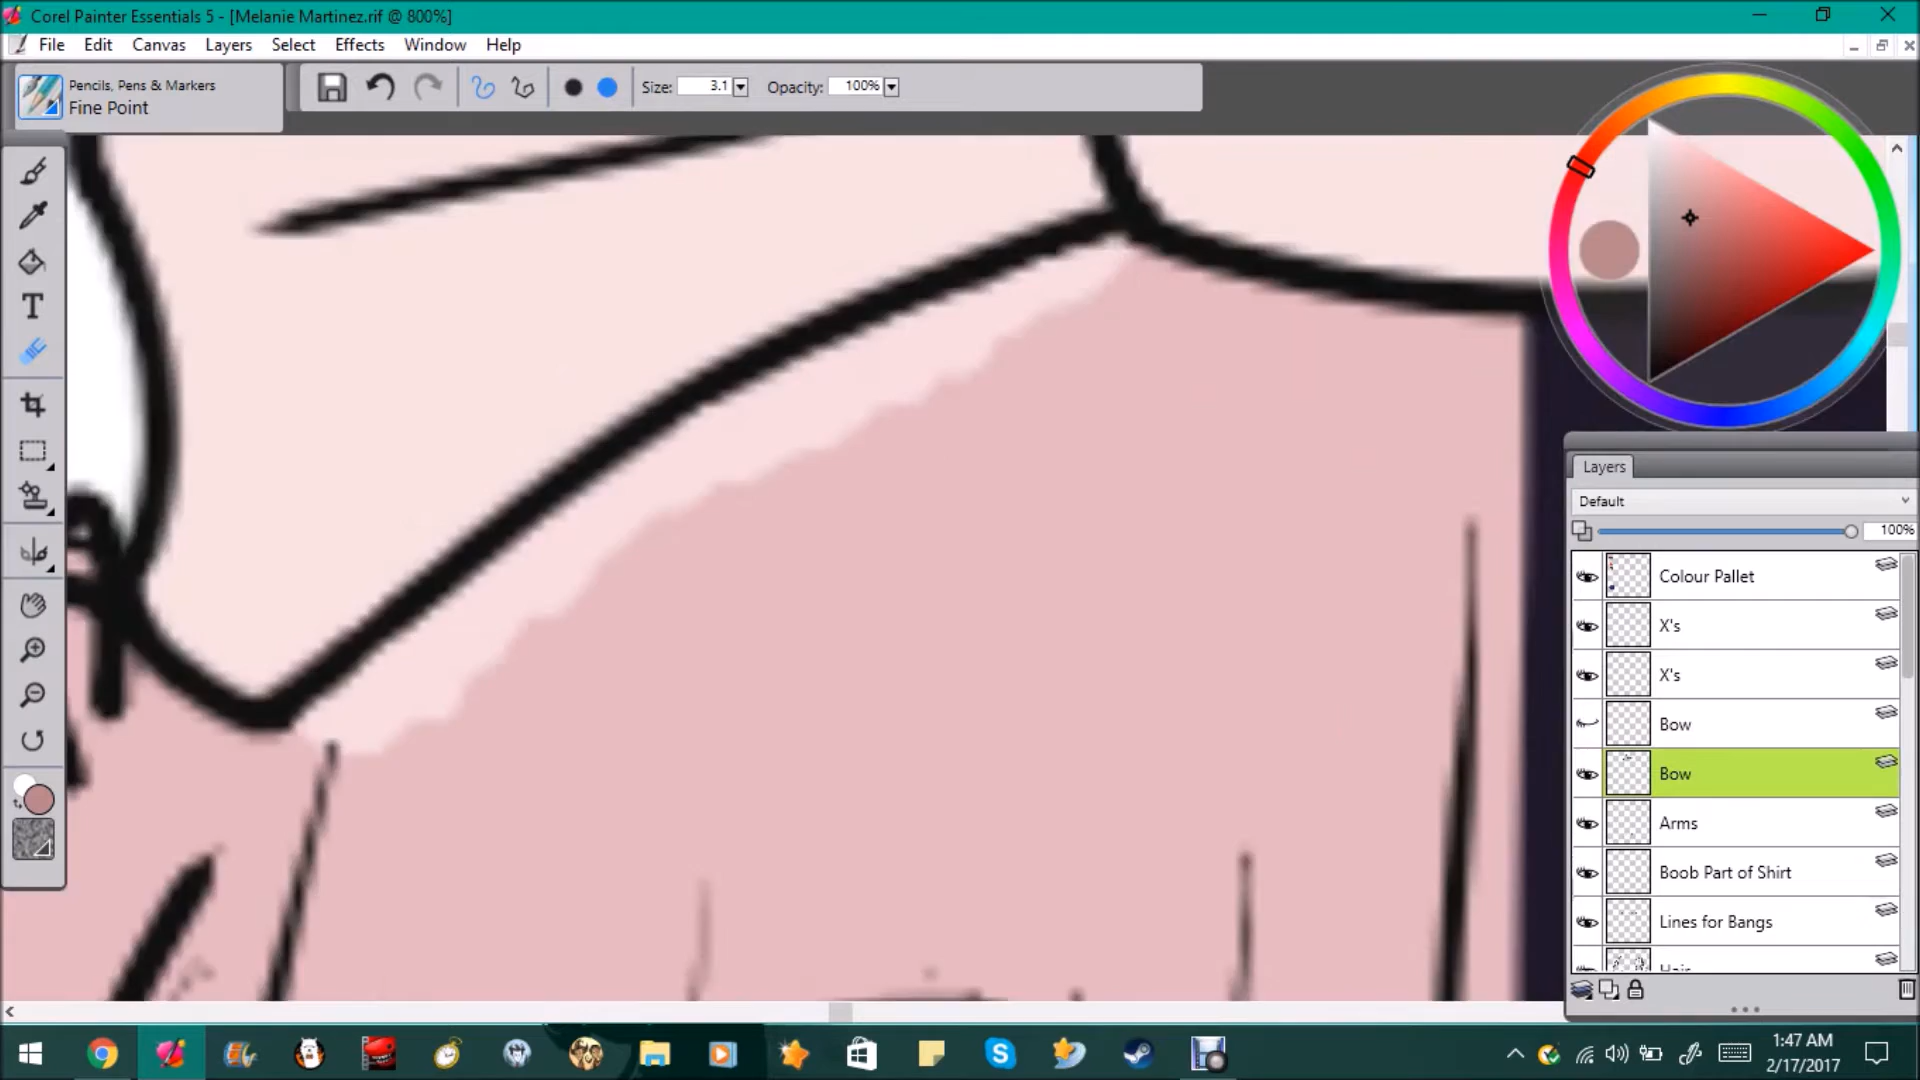 Corel Painter Essentials 5 - [Melanie Martinez.rif @ 800%]
File Edit Canvas Layers Select Effects Window Help
Pencils, Pens & Markers
Fine Point
Size: 3.1 Opacity: 100%
T
Layers
Default
100%
Colour Pallet
X's
X's
Bow
Bow
Arms
Boob Part of Shirt
Lines for Bangs
Hair
1:47 AM
2/17/2017